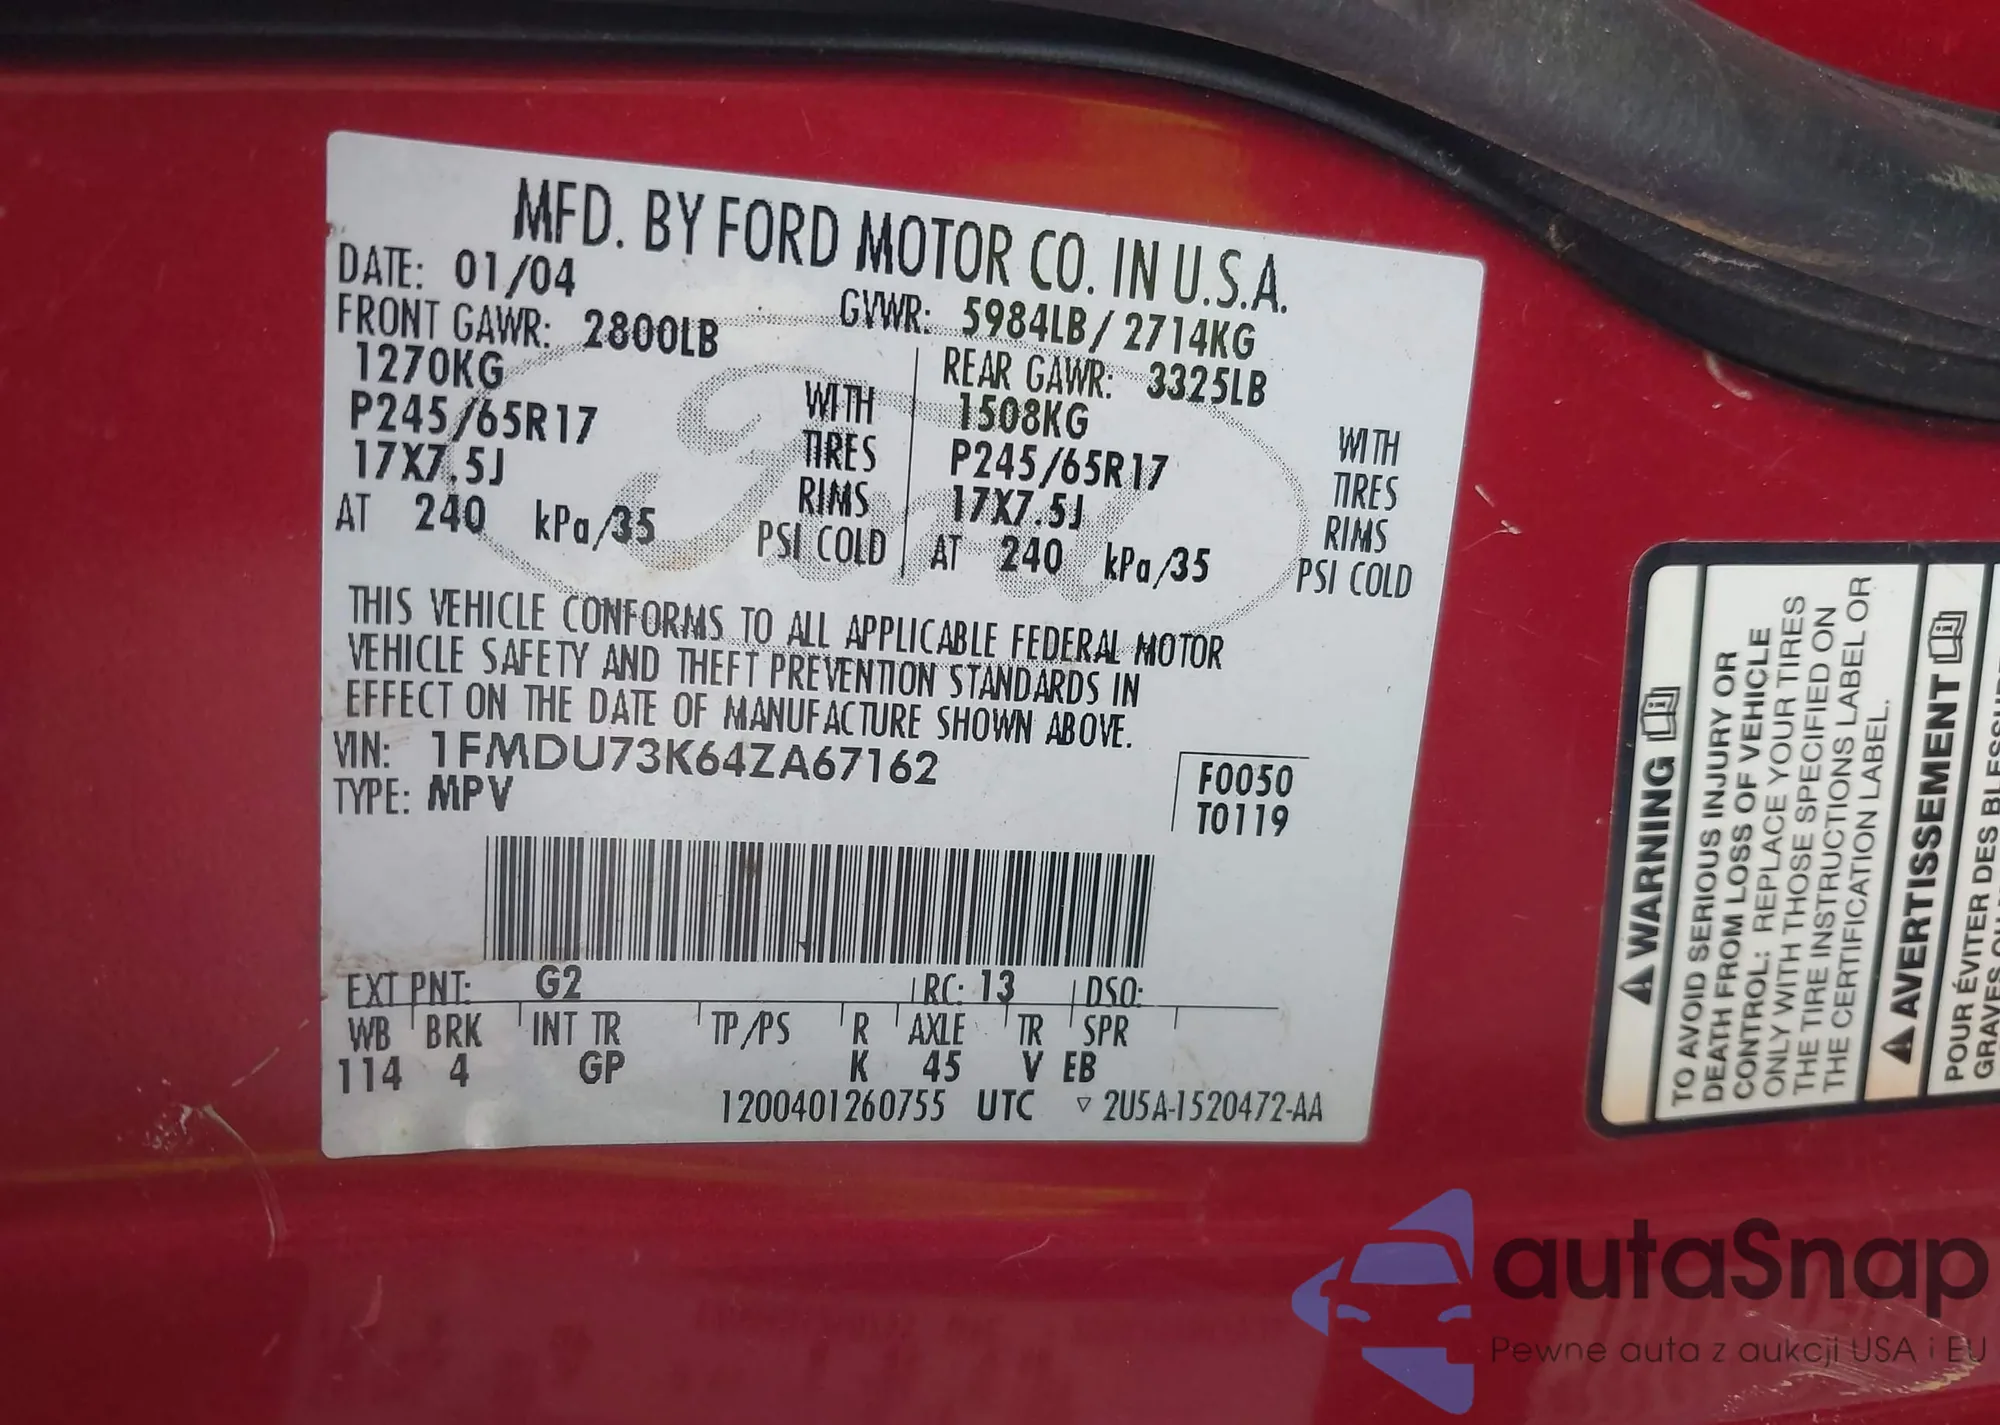 MFD. BY FORD MOTOR CO. IN U.S.A.
DATE: 01/04 GVWR: 5984LB/2714KG
FRONT GAWR: 2800LB REAR GAWR: 3325LB
1270KG WITH 1508KG WITH
P245/65R17 TIRES P245/65R17 TIRES
17X7.5J RIMS 17X7.5J RIMS
AT 240 kPa/35 PSI COLD AT 240 kPa/35 PSI COLD
THIS VEHICLE CONFORMS TO ALL APPLICABLE FEDERAL MOTOR
VEHICLE SAFETY AND THEFT PREVENTION STANDARDS IN
EFFECT ON THE DATE OF MANUFACTURE SHOWN ABOVE.
VIN: 1FMDU73K64ZA67162
TYPE: MPV
F0050
T0119
EXT PNT: G2 RC: 13 DSO:
WB BRK INT TR TP/PS R AXLE TR SPR
114 4 GP K 45 V EB
1200401260755 UTC ▽ 2U5A-1520472-AA
Ford
⚠ WARNING
TO AVOID SERIOUS INJURY OR
DEATH FROM LOSS OF VEHICLE
CONTROL: REPLACE YOUR TIRES
ONLY WITH THOSE SPECIFIED ON
THE TIRE INSTRUCTIONS LABEL OR
THE CERTIFICATION LABEL.
⚠ AVERTISSEMENT
POUR ÉVITER DES
GRAVES
autaSnap
Pewne auta z aukcji USA i EU